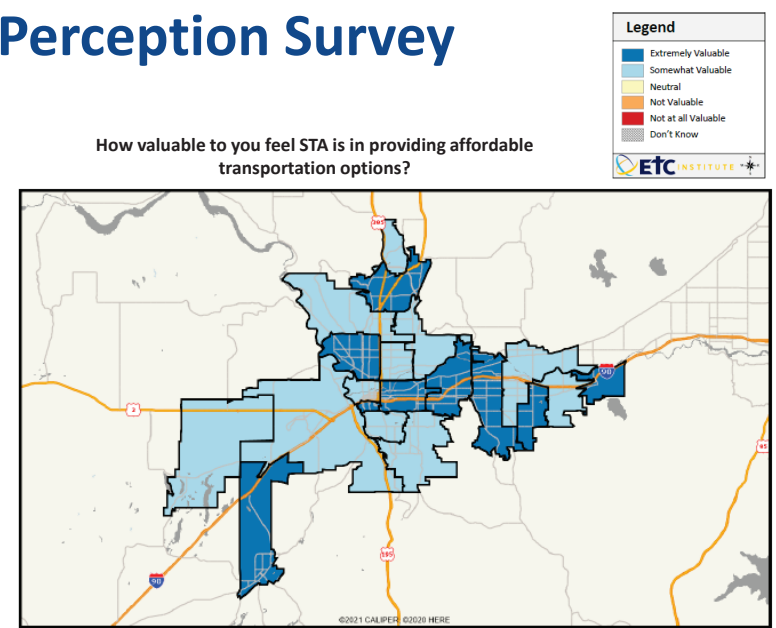 Perception Survey
Legend
Extremely Valuable
Somewhat Valuable
Neutral
Not Valuable
Not at all Valuable
Don't Know
ETC INSTITUTE
How valuable to you feel STA is in providing affordable
transportation options?
395
90
2
95
195
90
©2021 CALIPER ©2020 HERE